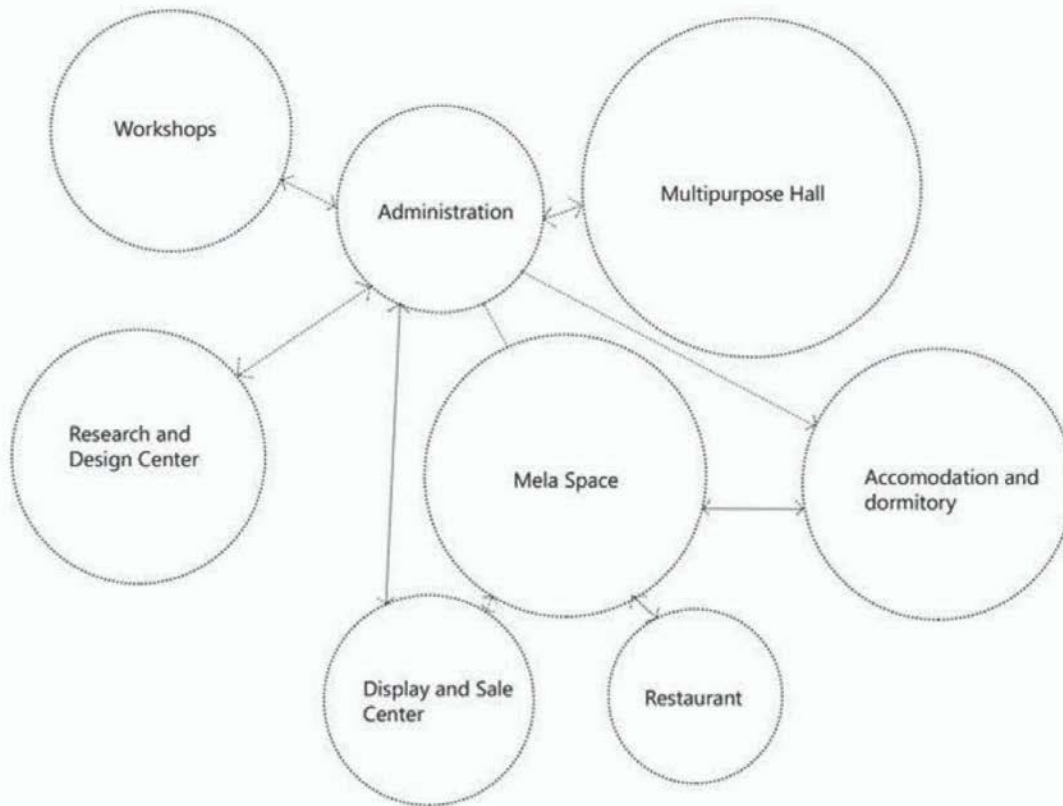 Workshops
Administration
Multipurpose Hall
Research and
Design Center
Mela Space
Accomodation and
dormitory
Display and Sale
Center
Restaurant